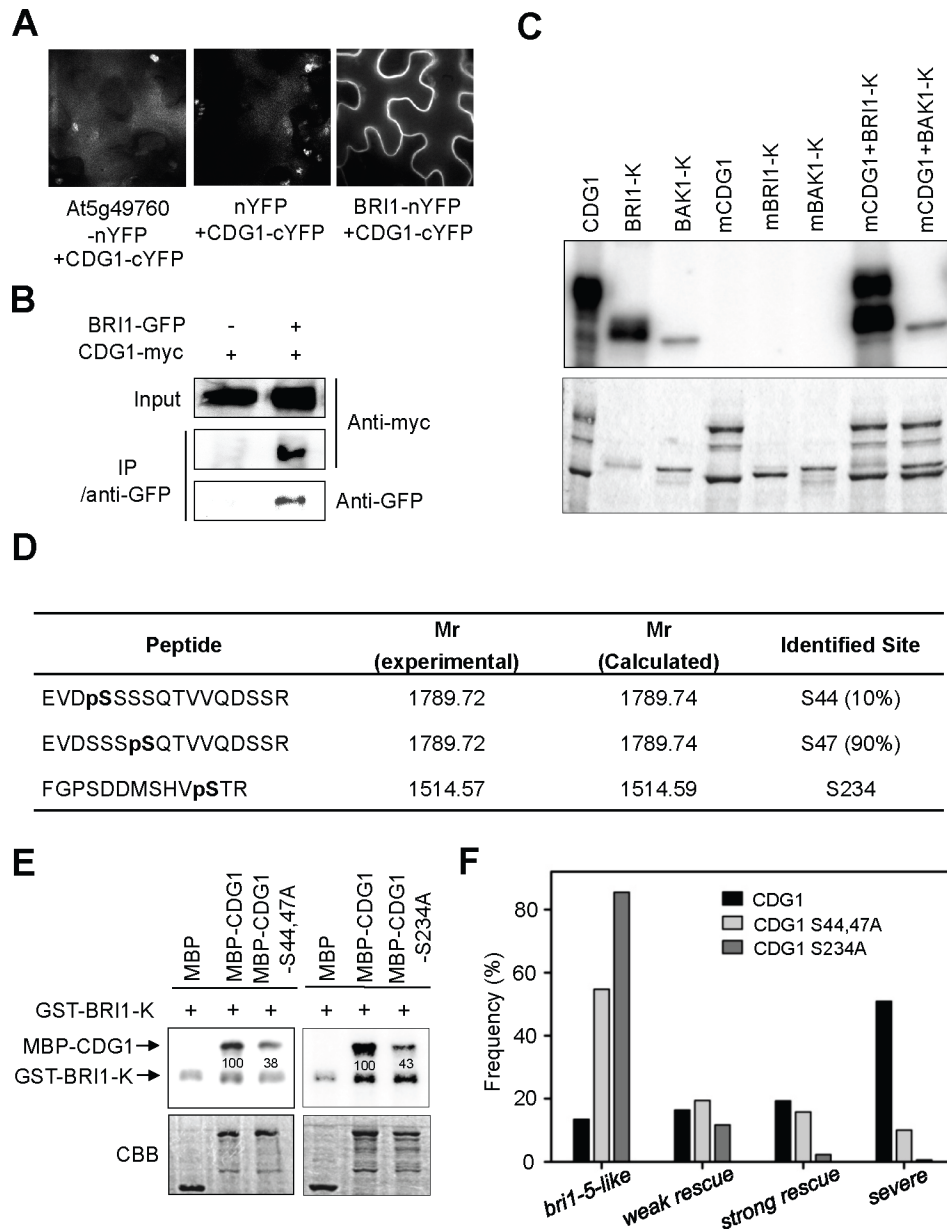 A
At5g49760
-nYFP
+CDG1-cYFP
nYFP
+CDG1-cYFP
BRI1-nYFP
+CDG1-cYFP
B
BRI1-GFP - +
CDG1-myc + +
Input
Anti-myc
IP
/anti-GFP
Anti-GFP
C
CDG1
BRI1-K
BAK1-K
mCDG1
mBRI1-K
mBAK1-K
mCDG1+BRI1-K
mCDG1+BAK1-K
D
Peptide Mr (experimental) Mr (Calculated) Identified Site
EVDpSSSSQTVVQDSSR 1789.72 1789.74 S44 (10%)
EVDSSSpSQTVVQDSSR 1789.72 1789.74 S47 (90%)
FGPSDDMSHVpSTR 1514.57 1514.59 S234
E
MBP
MBP-CDG1
MBP-CDG1
-S44,47A
MBP
MBP-CDG1
MBP-CDG1
-S234A
GST-BRI1-K + + + + + +
MBP-CDG1
100 38 100 43
GST-BRI1-K
CBB
F
Frequency (%)
80
60
40
20
0
CDG1
CDG1 S44,47A
CDG1 S234A
bri1-5-like
weak rescue
strong rescue
severe